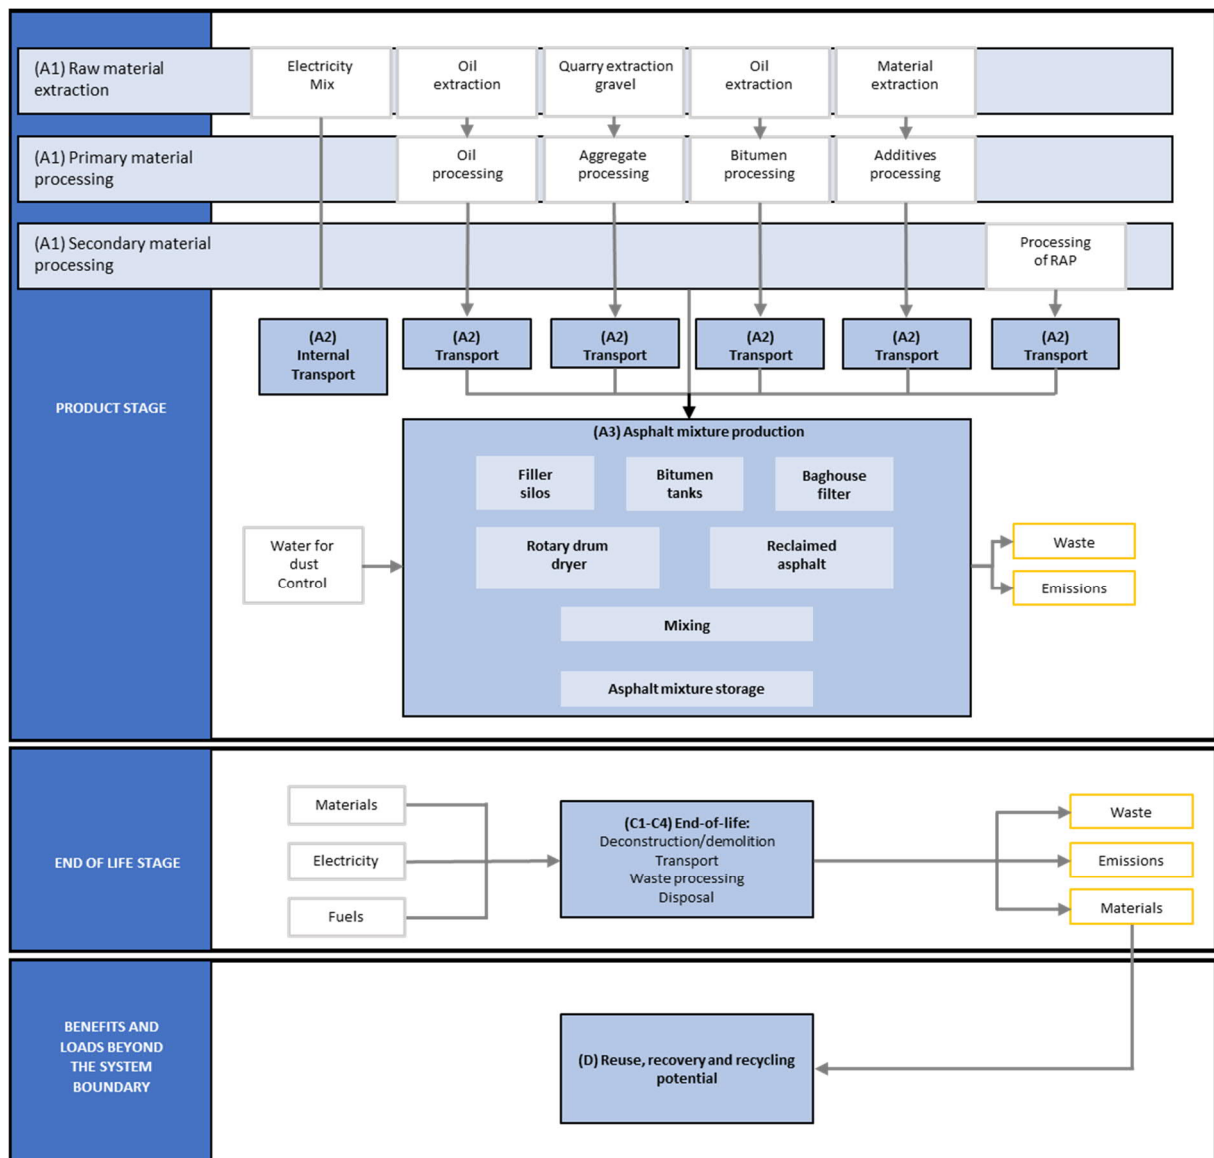 (A1) Raw material
extraction
Electricity
Mix
Oil
extraction
Quarry extraction
gravel
Oil
extraction
Material
extraction
(A1) Primary material
processing
Oil
processing
Aggregate
processing
Bitumen
processing
Additives
processing
(A1) Secondary material
processing
Processing
of RAP
(A2)
Internal
Transport
(A2)
Transport
(A2)
Transport
(A2)
Transport
(A2)
Transport
(A2)
Transport
PRODUCT STAGE
(A3) Asphalt mixture production
Filler
silos
Bitumen
tanks
Baghouse
filter
Water for
dust
Control
Rotary drum
dryer
Reclaimed
asphalt
Waste
Emissions
Mixing
Asphalt mixture storage
END OF LIFE STAGE
Materials
Electricity
Fuels
(C1-C4) End-of-life:
Deconstruction/demolition
Transport
Waste processing
Disposal
Waste
Emissions
Materials
BENEFITS AND
LOADS BEYOND
THE SYSTEM
BOUNDARY
(D) Reuse, recovery and recycling
potential